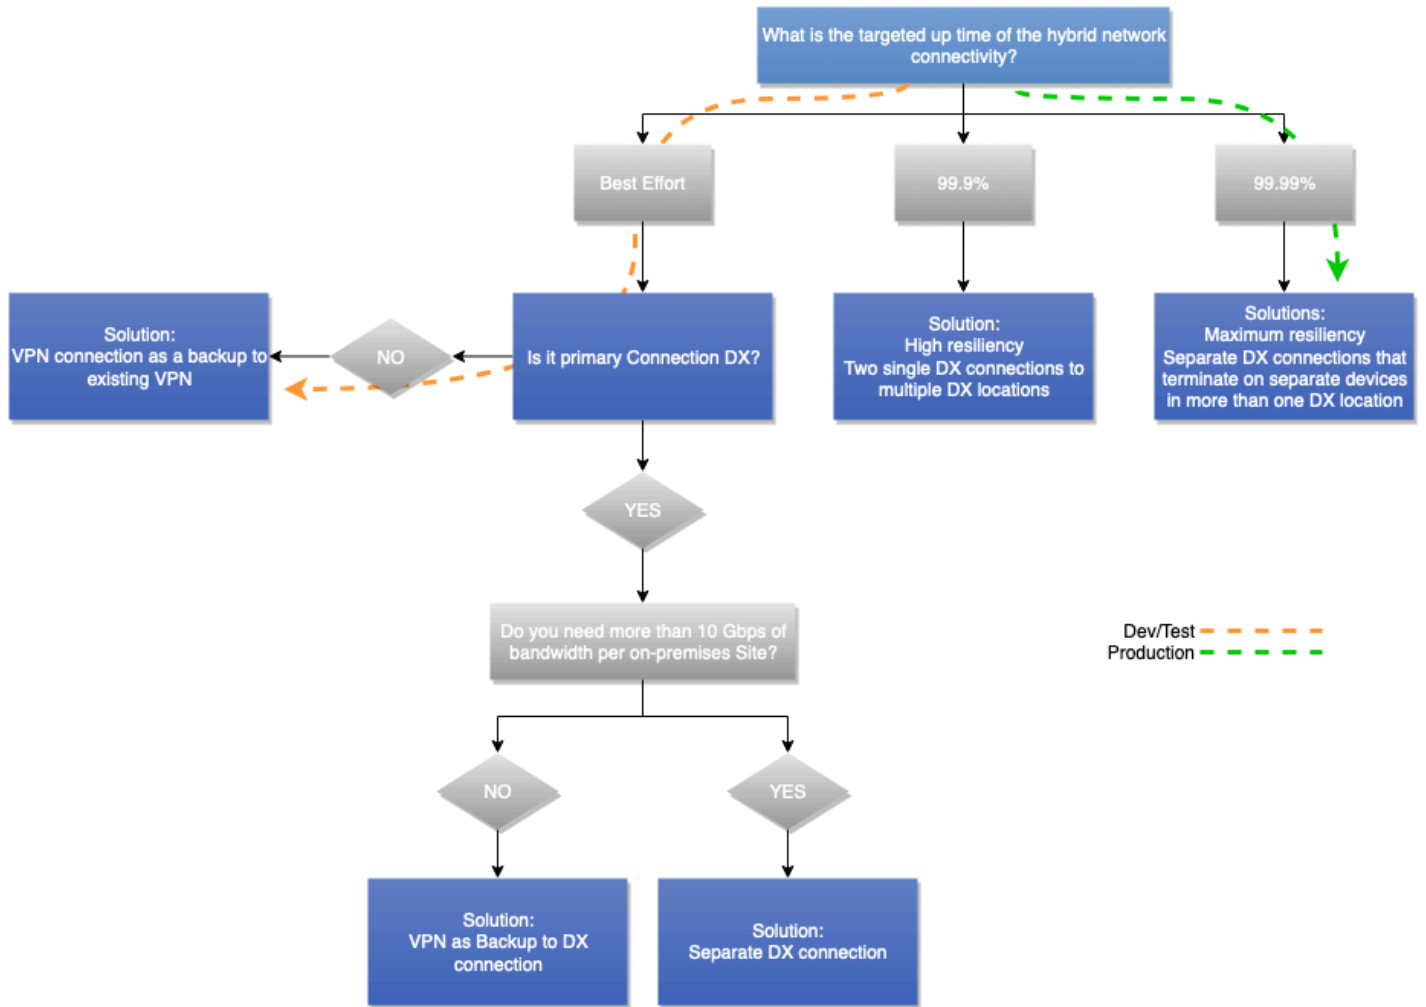 What is the targeted up time of the hybrid network
connectivity?
Best Effort
99.9%
99.99%
Solution:
VPN connection as a backup to
existing VPN
NO
Is it primary Connection DX?
Solution:
High resiliency
Two single DX connections to
multiple DX locations
Solutions:
Maximum resiliency
Separate DX connections that
terminate on separate devices
in more than one DX location
YES
Do you need more than 10 Gbps of
bandwidth per on-premises Site?
Dev/Test
Production
NO
YES
Solution:
VPN as Backup to DX
connection
Solution:
Separate DX connection